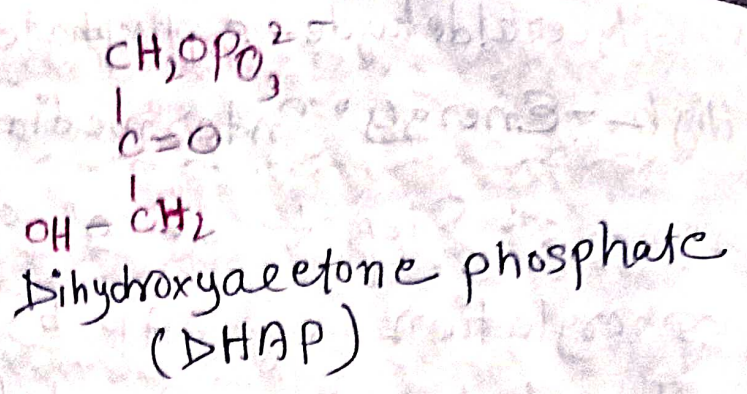 CH2OPO3^2-
|
C=O
|
OH - CH2
Dihydroxyacetone phosphate
(DHAP)